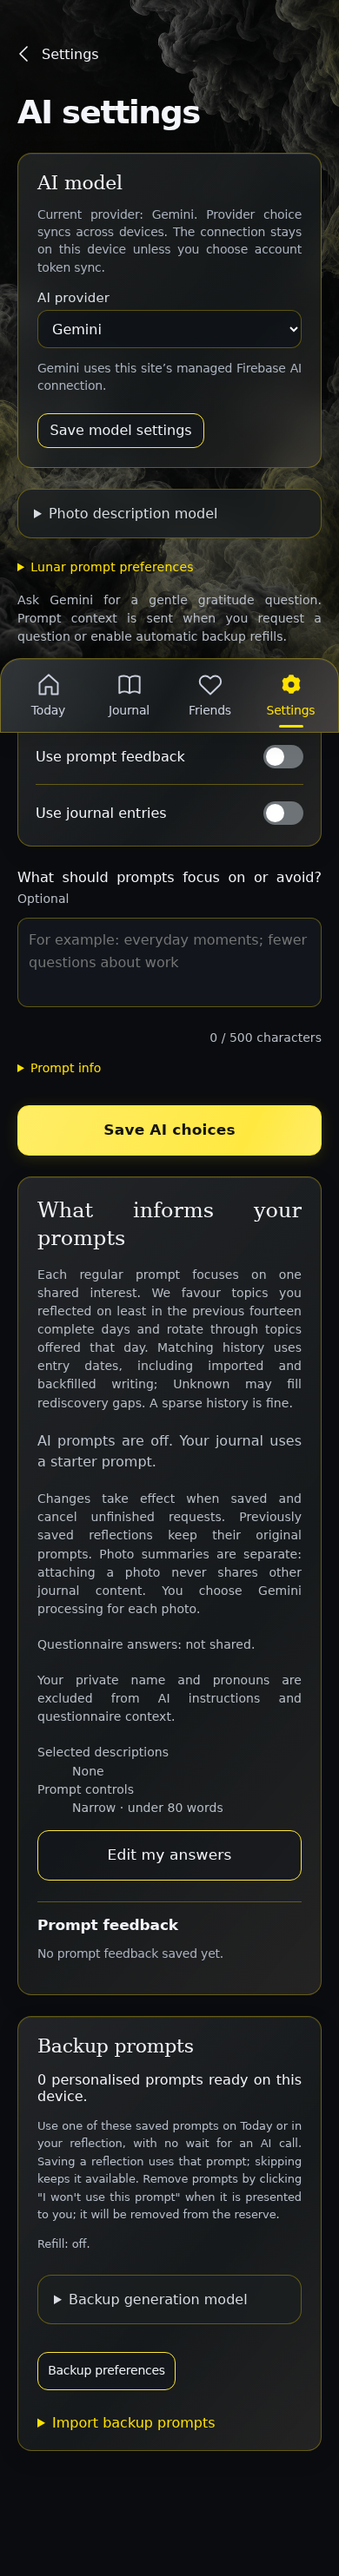 Settings
AI settings
AI model
Current provider: Gemini. Provider choice
syncs across devices. The connection stays
on this device unless you choose account
token sync.
AI provider
Gemini
Gemini uses this site’s managed Firebase AI
connection.
Save model settings
Photo description model
Lunar prompt preferences
Ask Gemini for a gentle gratitude question.
Prompt context is sent when you request a
question or enable automatic backup refills.
Today
Journal
Friends
Settings
Use prompt feedback
Use journal entries
What should prompts focus on or avoid?
Optional
For example: everyday moments; fewer
questions about work
0 / 500 characters
Prompt info
Save AI choices
What informs your
prompts
Each regular prompt focuses on one
shared interest. We favour topics you
reflected on least in the previous fourteen
complete days and rotate through topics
offered that day. Matching history uses
entry dates, including imported and
backfilled writing; Unknown may fill
rediscovery gaps. A sparse history is fine.
AI prompts are off. Your journal uses
a starter prompt.
Changes take effect when saved and
cancel unfinished requests. Previously
saved reflections keep their original
prompts. Photo summaries are separate:
attaching a photo never shares other
journal content. You choose Gemini
processing for each photo.
Questionnaire answers: not shared.
Your private name and pronouns are
excluded from AI instructions and
questionnaire context.
Selected descriptions
None
Prompt controls
Narrow · under 80 words
Edit my answers
Prompt feedback
No prompt feedback saved yet.
Backup prompts
0 personalised prompts ready on this
device.
Use one of these saved prompts on Today or in
your reflection, with no wait for an AI call.
Saving a reflection uses that prompt; skipping
keeps it available. Remove prompts by clicking
"I won't use this prompt" when it is presented
to you; it will be removed from the reserve.
Refill: off.
Backup generation model
Backup preferences
Import backup prompts